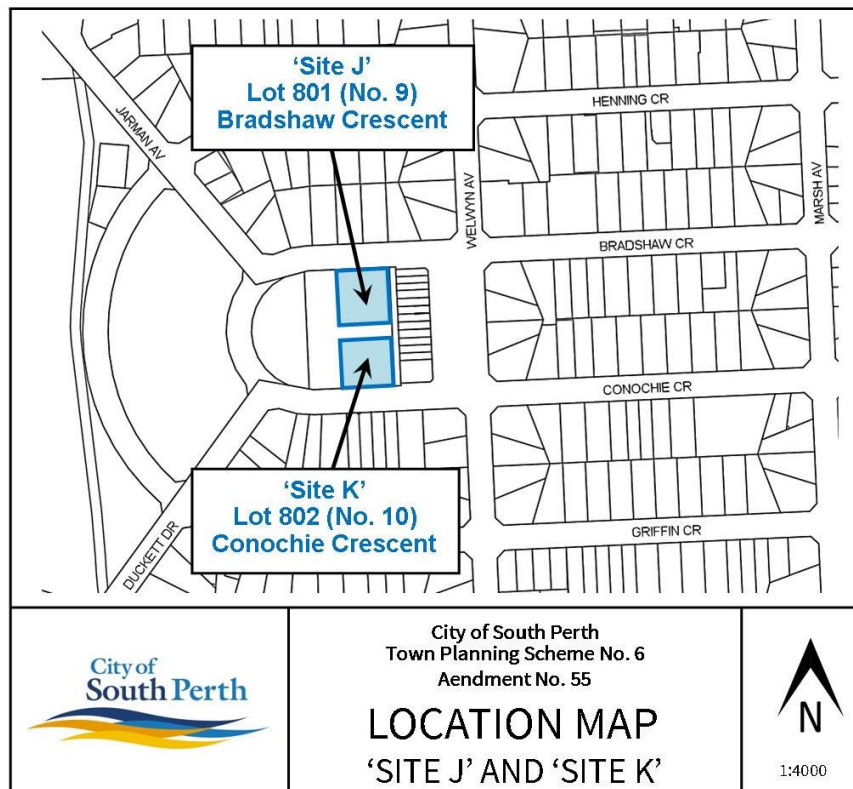 'Site J'
Lot 801 (No. 9)
Bradshaw Crescent
JARMAN AV
HENNING CR
WELWYN AV
MARSH AV
BRADSHAW CR
CONOCHIE CR
'Site K'
Lot 802 (No. 10)
Conochie Crescent
DUCKETT DR
GRIFFIN CR
City of
South Perth
City of South Perth
Town Planning Scheme No. 6
Aendment No. 55
LOCATION MAP
'SITE J' AND 'SITE K'
N
1:4000